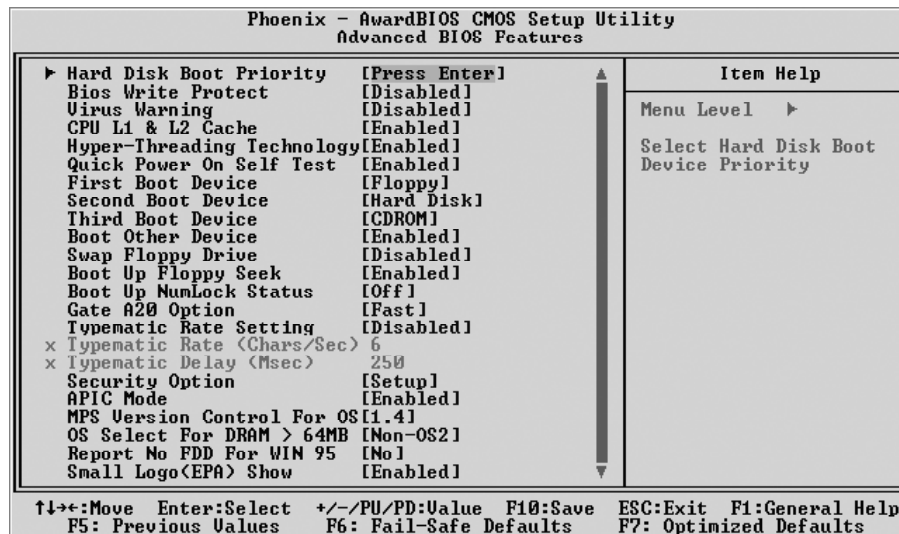 Phoenix - AwardBIOS CMOS Setup Utility
Advanced BIOS Features
Hard Disk Boot Priority [Press Enter]
Bios Write Protect [Disabled]
Virus Warning [Disabled]
CPU L1 & L2 Cache [Enabled]
Hyper-Threading Technology[Enabled]
Quick Power On Self Test [Enabled]
First Boot Device [Floppy]
Second Boot Device [Hard Disk]
Third Boot Device [CDROM]
Boot Other Device [Enabled]
Swap Floppy Drive [Disabled]
Boot Up Floppy Seek [Enabled]
Boot Up NumLock Status [Off]
Gate A20 Option [Fast]
Typematic Rate Setting [Disabled]
x Typematic Rate (Chars/Sec) 6
x Typematic Delay (Msec) 250
Security Option [Setup]
APIC Mode [Enabled]
MPS Version Control For OS[1.4]
OS Select For DRAM > 64MB [Non-OS2]
Report No FDD For WIN 95 [No]
Small Logo(EPA) Show [Enabled]
Item Help
Menu Level
Select Hard Disk Boot
Device Priority
↑↓→←:Move Enter:Select +/-/PU/PD:Value F10:Save ESC:Exit F1:General Help
F5: Previous Values F6: Fail-Safe Defaults F7: Optimized Defaults